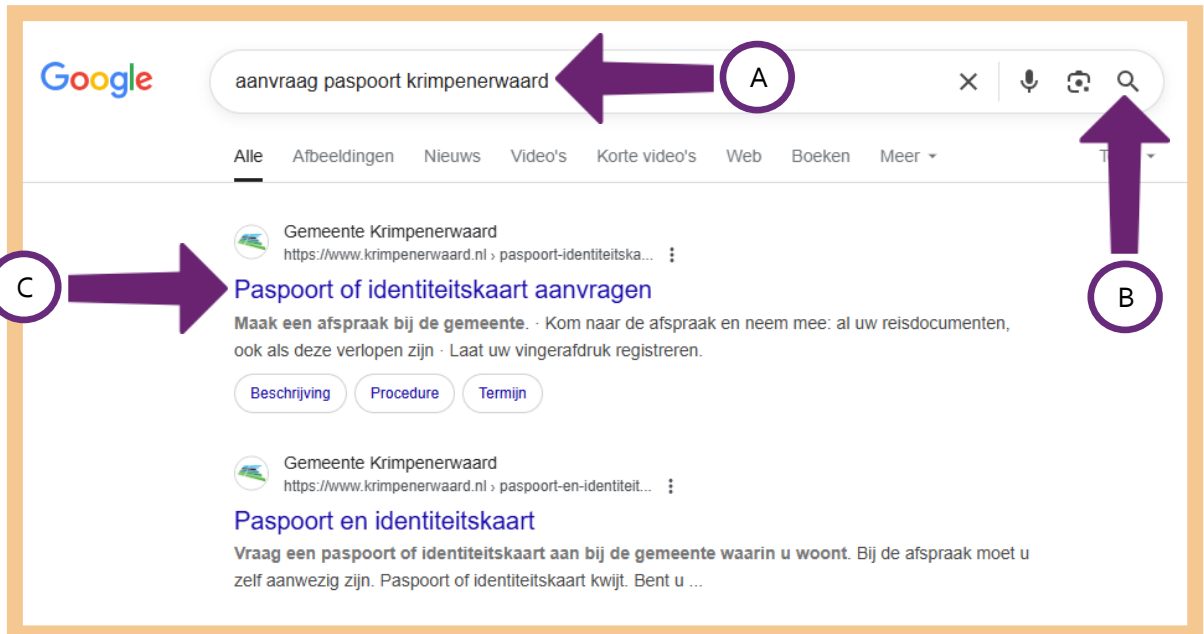 Google
aanvraag paspoort krimpenerwaard
A
Alle Afbeeldingen Nieuws Video's Korte video's Web Boeken Meer
B
Gemeente Krimpenerwaard
https://www.krimpenerwaard.nl › paspoort-identiteitska...
C
Paspoort of identiteitskaart aanvragen
Maak een afspraak bij de gemeente. · Kom naar de afspraak en neem mee: al uw reisdocumenten,
ook als deze verlopen zijn · Laat uw vingerafdruk registreren.
Beschrijving Procedure Termijn
Gemeente Krimpenerwaard
https://www.krimpenerwaard.nl › paspoort-en-identiteit...
Paspoort en identiteitskaart
Vraag een paspoort of identiteitskaart aan bij de gemeente waarin u woont. Bij de afspraak moet u
zelf aanwezig zijn. Paspoort of identiteitskaart kwijt. Bent u ...